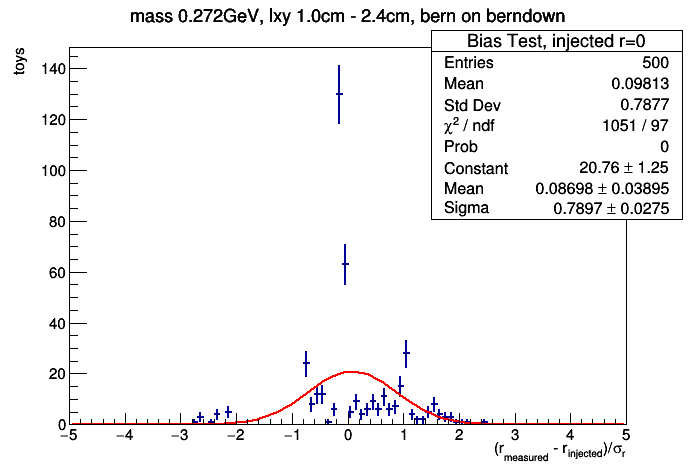 mass 0.272GeV, lxy 1.0cm - 2.4cm, bern on berndown
Bias Test, injected r=0
Entries 500
Mean 0.09813
Std Dev 0.7877
χ² / ndf 1051 / 97
Prob 0
Constant 20.76 ± 1.25
Mean 0.08698 ± 0.03895
Sigma 0.7897 ± 0.0275
toys
140
120
100
80
60
40
20
0
−5 −4 −3 −2 −1 0 1 2 3 4 5
(r_measured - r_injected)/σ_r